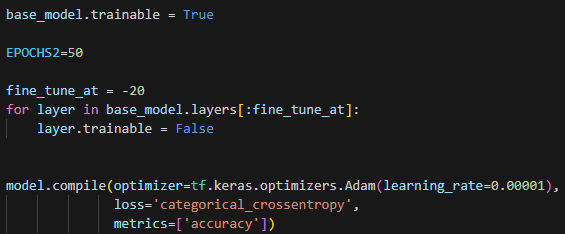 base_model.trainable = True
EPOCHS2=50
fine_tune_at = -20
for layer in base_model.layers[:fine_tune_at]:
layer.trainable = False
model.compile(optimizer=tf.keras.optimizers.Adam(learning_rate=0.00001),
loss='categorical_crossentropy',
metrics=['accuracy'])